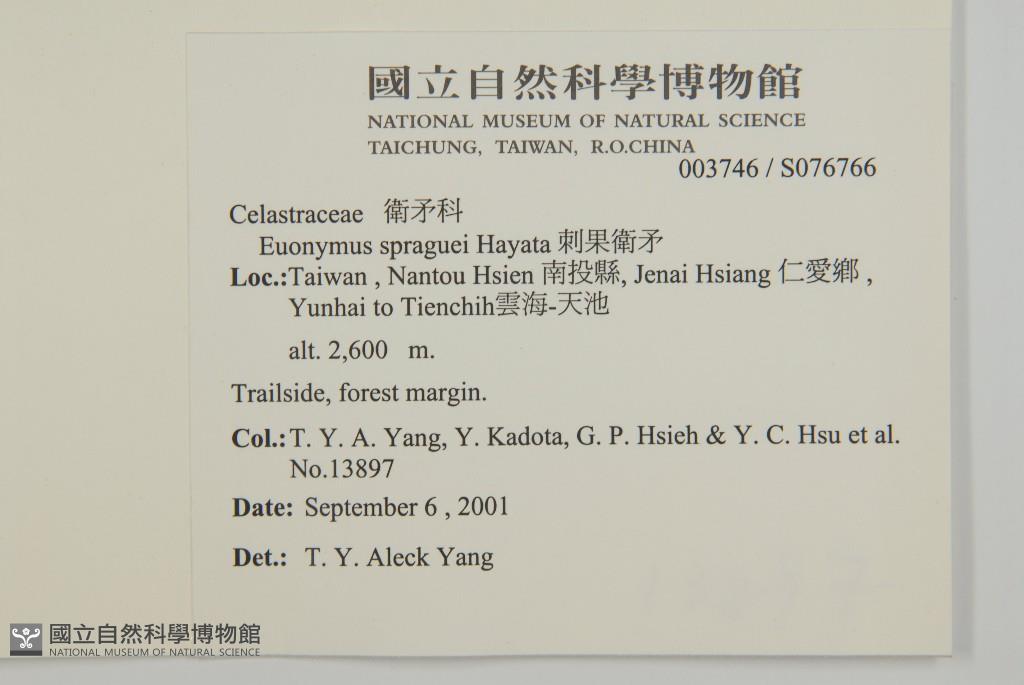 國立自然科學博物館
NATIONAL MUSEUM OF NATURAL SCIENCE
TAICHUNG, TAIWAN, R.O.CHINA
003746 / S076766
Celastraceae 衛矛科
Euonymus spraguei Hayata 刺果衛矛
Loc.:Taiwan , Nantou Hsien 南投縣, Jenai Hsiang 仁愛鄉 ,
Yunhai to Tienchih雲海-天池
alt. 2,600 m.
Trailside, forest margin.
Col.:T. Y. A. Yang, Y. Kadota, G. P. Hsieh & Y. C. Hsu et al.
No.13897
Date: September 6 , 2001
Det.: T. Y. Aleck Yang
國立自然科學博物館
NATIONAL MUSEUM OF NATURAL SCIENCE